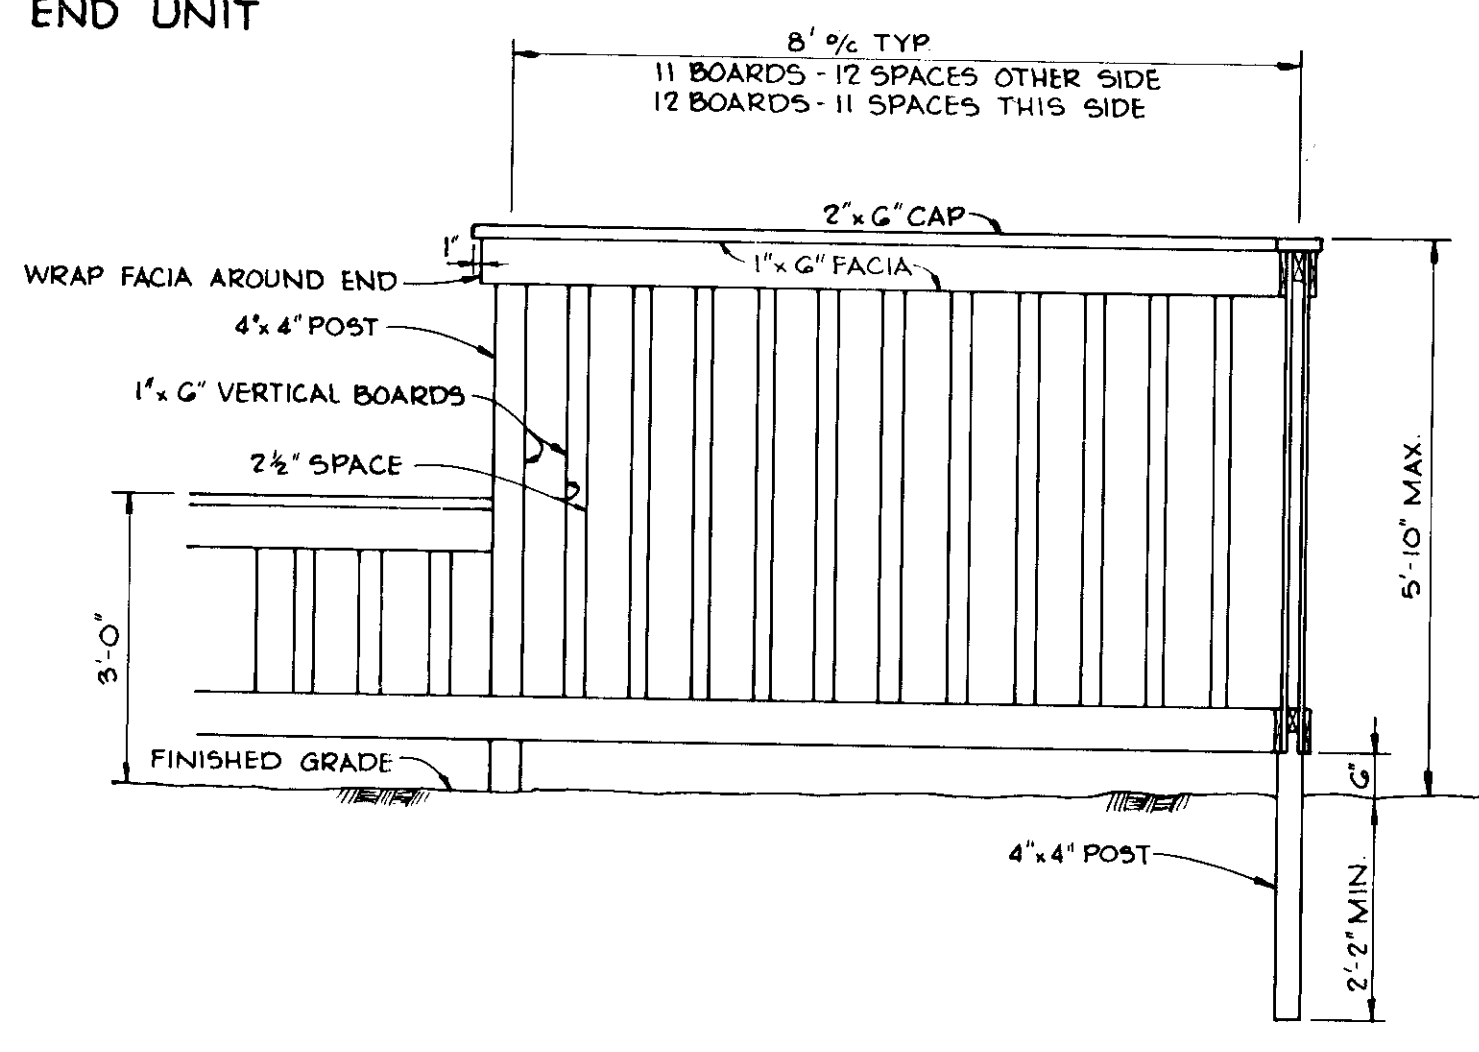 END UNIT
8' o/c TYP.
11 BOARDS - 12 SPACES OTHER SIDE
12 BOARDS - 11 SPACES THIS SIDE
2" x 6" CAP
1"
1" x 6" FACIA
WRAP FACIA AROUND END
4" x 4" POST
1" x 6" VERTICAL BOARDS
2½" SPACE
5'-10" MAX.
3'-0"
FINISHED GRADE
6"
4" x 4" POST
2'-2" MIN.